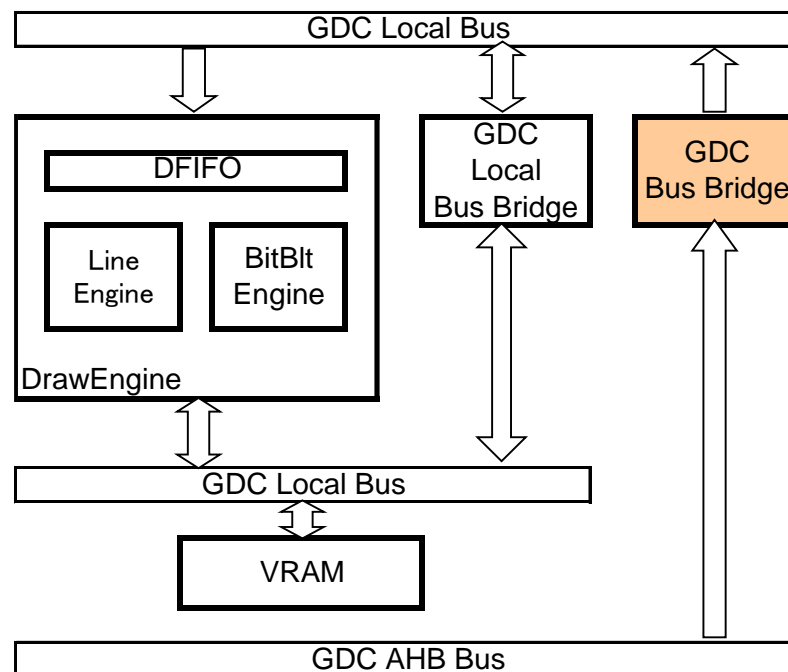 GDC Local Bus
DFIFO
Line
Engine
BitBlt
Engine
DrawEngine
GDC
Local
Bus Bridge
GDC
Bus Bridge
GDC Local Bus
VRAM
GDC AHB Bus